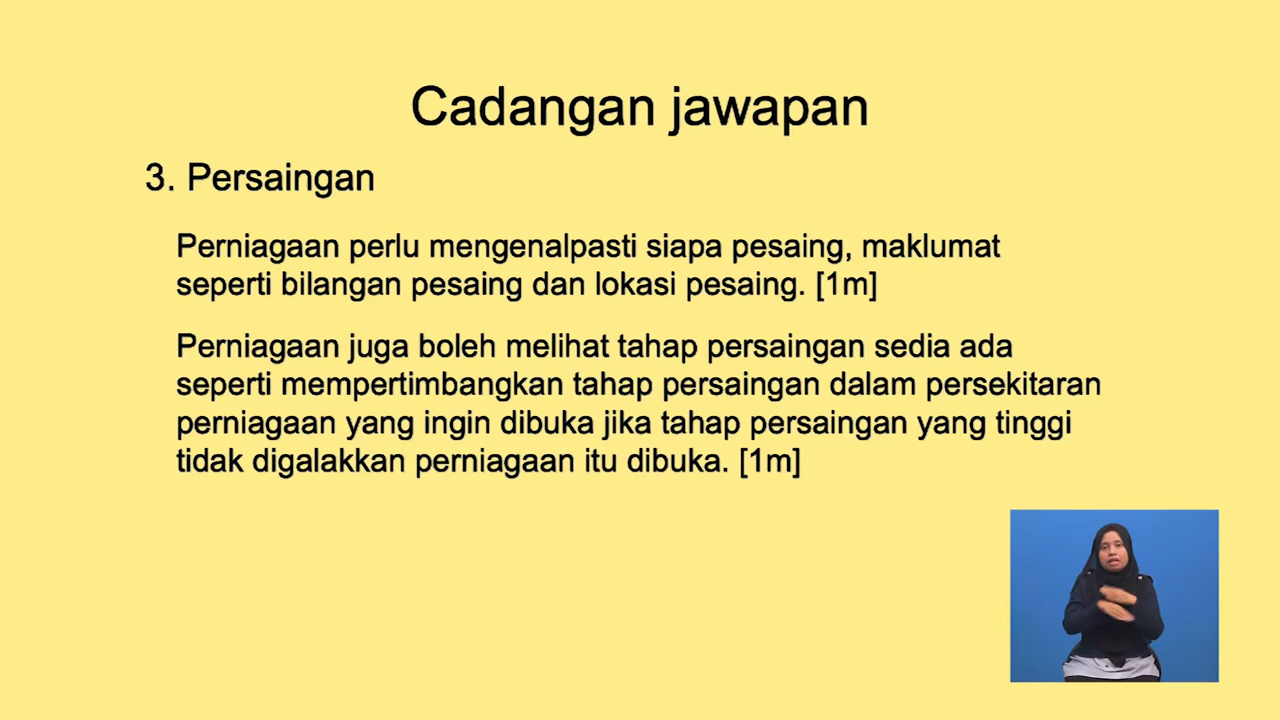 Cadangan jawapan
3. Persaingan
Perniagaan perlu mengenalpasti siapa pesaing, maklumat
seperti bilangan pesaing dan lokasi pesaing. [1m]
Perniagaan juga boleh melihat tahap persaingan sedia ada
seperti mempertimbangkan tahap persaingan dalam persekitaran
perniagaan yang ingin dibuka jika tahap persaingan yang tinggi
tidak digalakkan perniagaan itu dibuka. [1m]